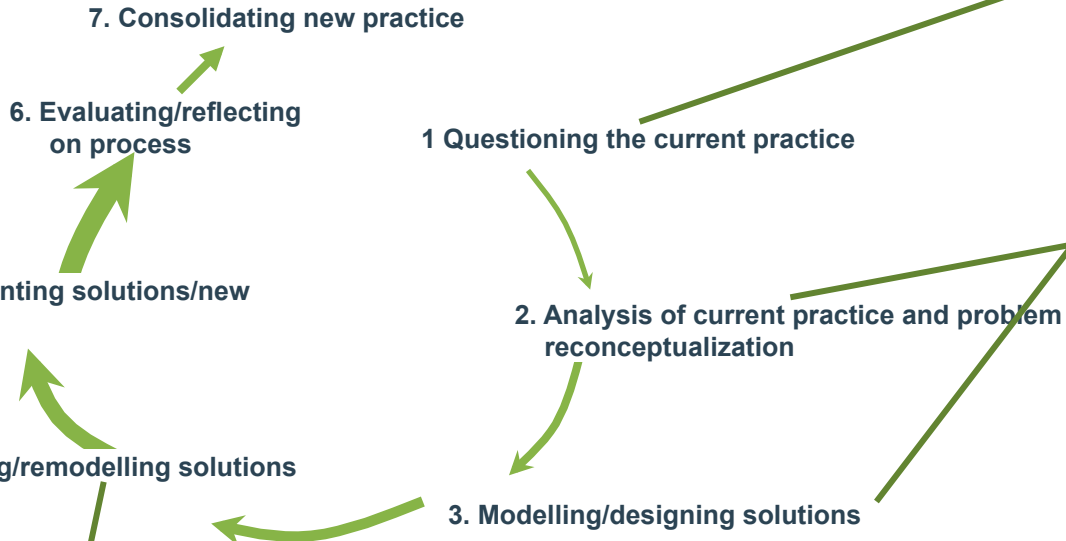 7. Consolidating new practice
6. Evaluating/reflecting
on process
1 Questioning the current practice
solutions/new
2. Analysis of current practice and problem
reconceptualization
g/remodelling solutions
3. Modelling/designing solutions